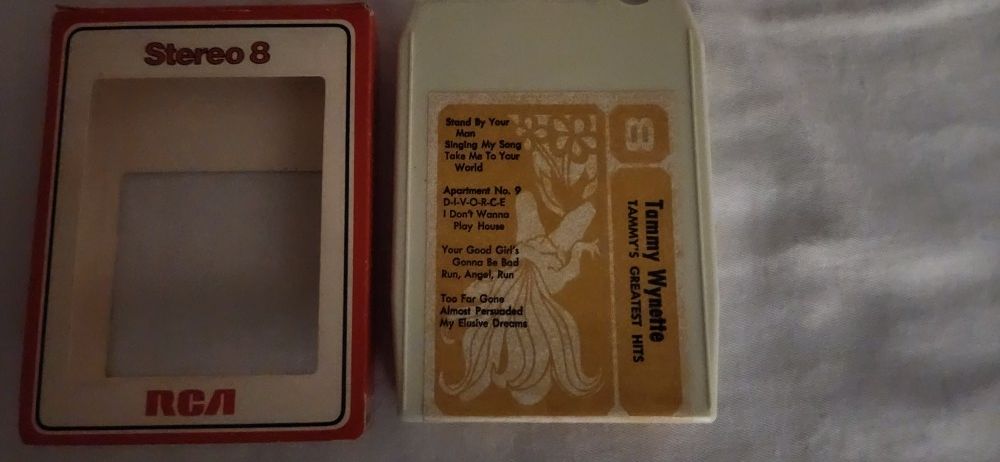 Stereo 8
RCA
Stand By Your
Man
Singing My Song
Take Me To Your
World
Apartment No. 9
D-I-V-O-R-C-E
I Don't Wanna
Play House
Your Good Girl's
Gonna Be Bad
Run, Angel, Run
Too Far Gone
Almost Persuaded
My Elusive Dreams
8
Tammy Wynette
TAMMY'S GREATEST HITS